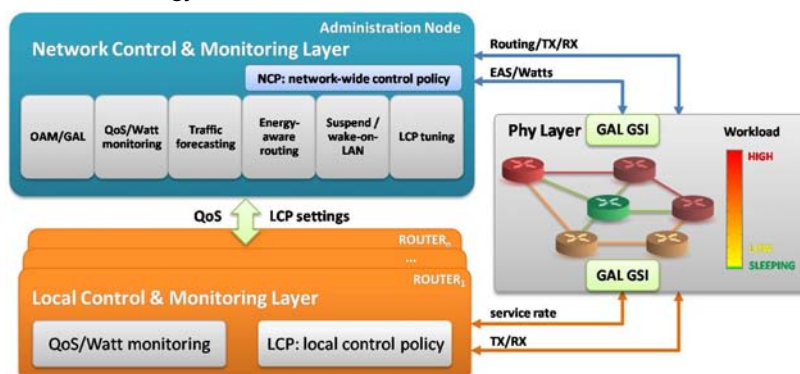 Administration Node
Network Control & Monitoring Layer
NCP: network-wide control policy
OAM/GAL
QoS/Watt
monitoring
Traffic
forecasting
Energy-
aware
routing
Suspend /
wake-on-
LAN
LCP tuning
Routing/TX/RX
EAS/Watts
Phy Layer
GAL GSI
Workload
HIGH
LOW
SLEEPING
GAL GSI
QoS
LCP settings
ROUTERn
...
ROUTER1
Local Control & Monitoring Layer
QoS/Watt monitoring
LCP: local control policy
service rate
TX/RX